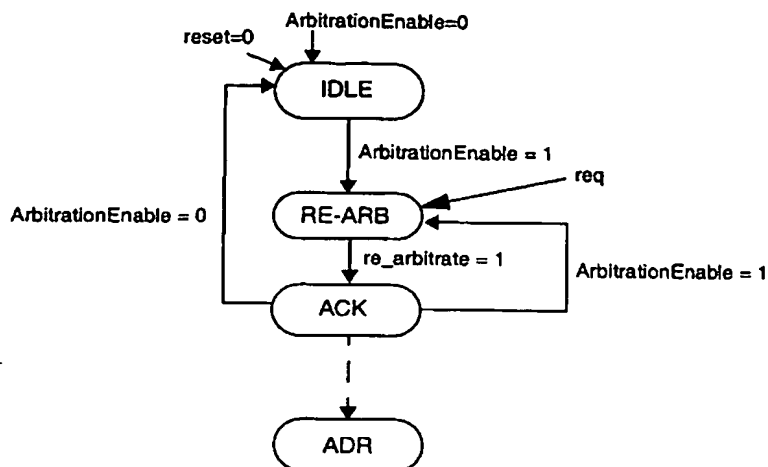 ArbitrationEnable=0
reset=0
IDLE
ArbitrationEnable = 1
req
RE-ARB
ArbitrationEnable = 0
re_arbitrate = 1
ArbitrationEnable = 1
ACK
ADR